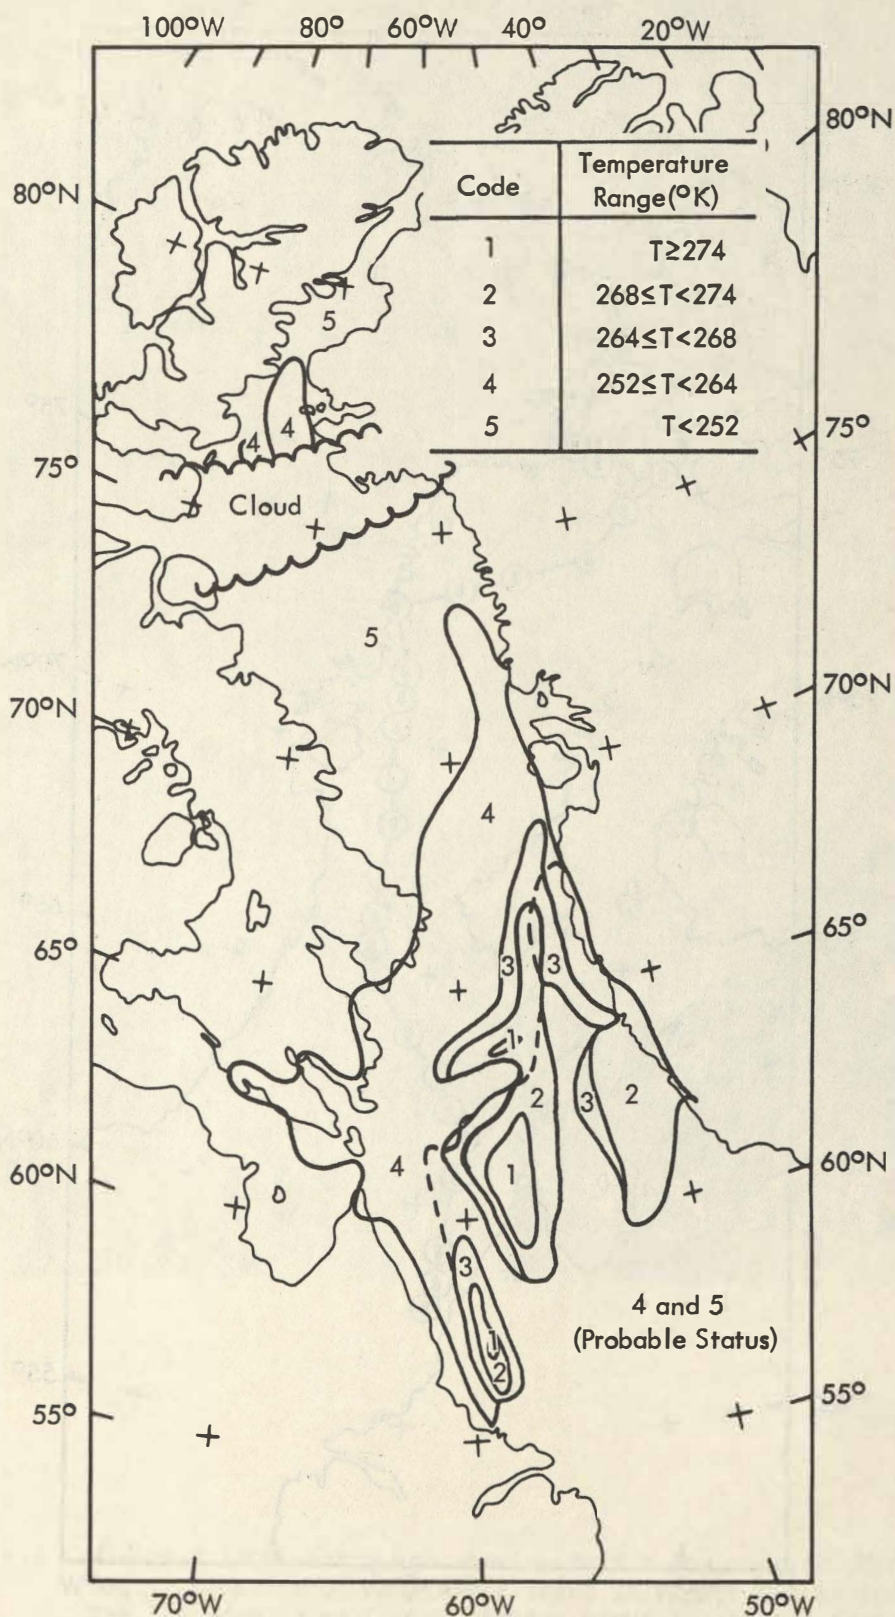 100°W 80° 60°W 40° 20°W
80°N
80°N
Code
Temperature
Range(°K)
1 T≥274
2 268≤T<274
3 264≤T<268
4 252≤T<264
5 T<252
5
4 4
75°
75°
Cloud
5
70°N
70°N
4
65°
65°
3 3
1
2 3 2
4 1
60°N
60°N
3
4 and 5
(Probable Status)
1
2
55°
55°
70°W 60°W 50°W